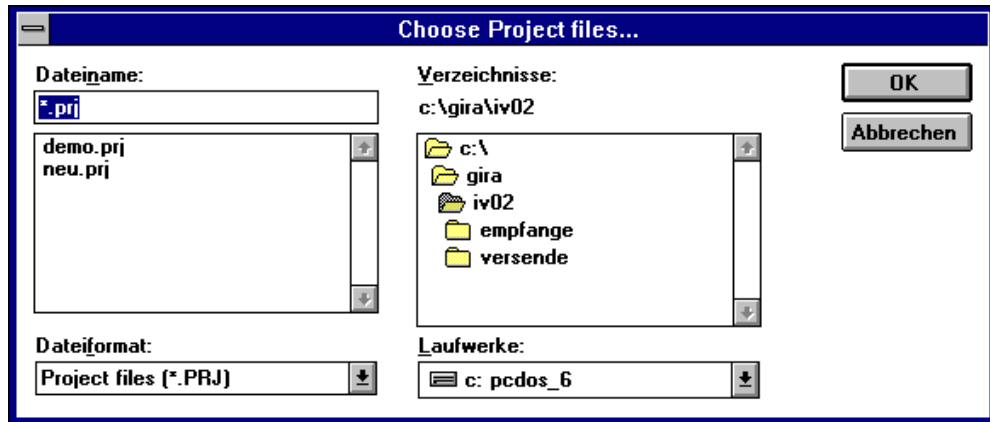 Choose Project files...
Dateiname:
*.prj
demo.prj
neu.prj
Dateiformat:
Project files (*.PRJ)
Verzeichnisse:
c:\gira\iv02
c:\
gira
iv02
empfange
versende
Laufwerke:
c: pcdos_6
OK
Abbrechen